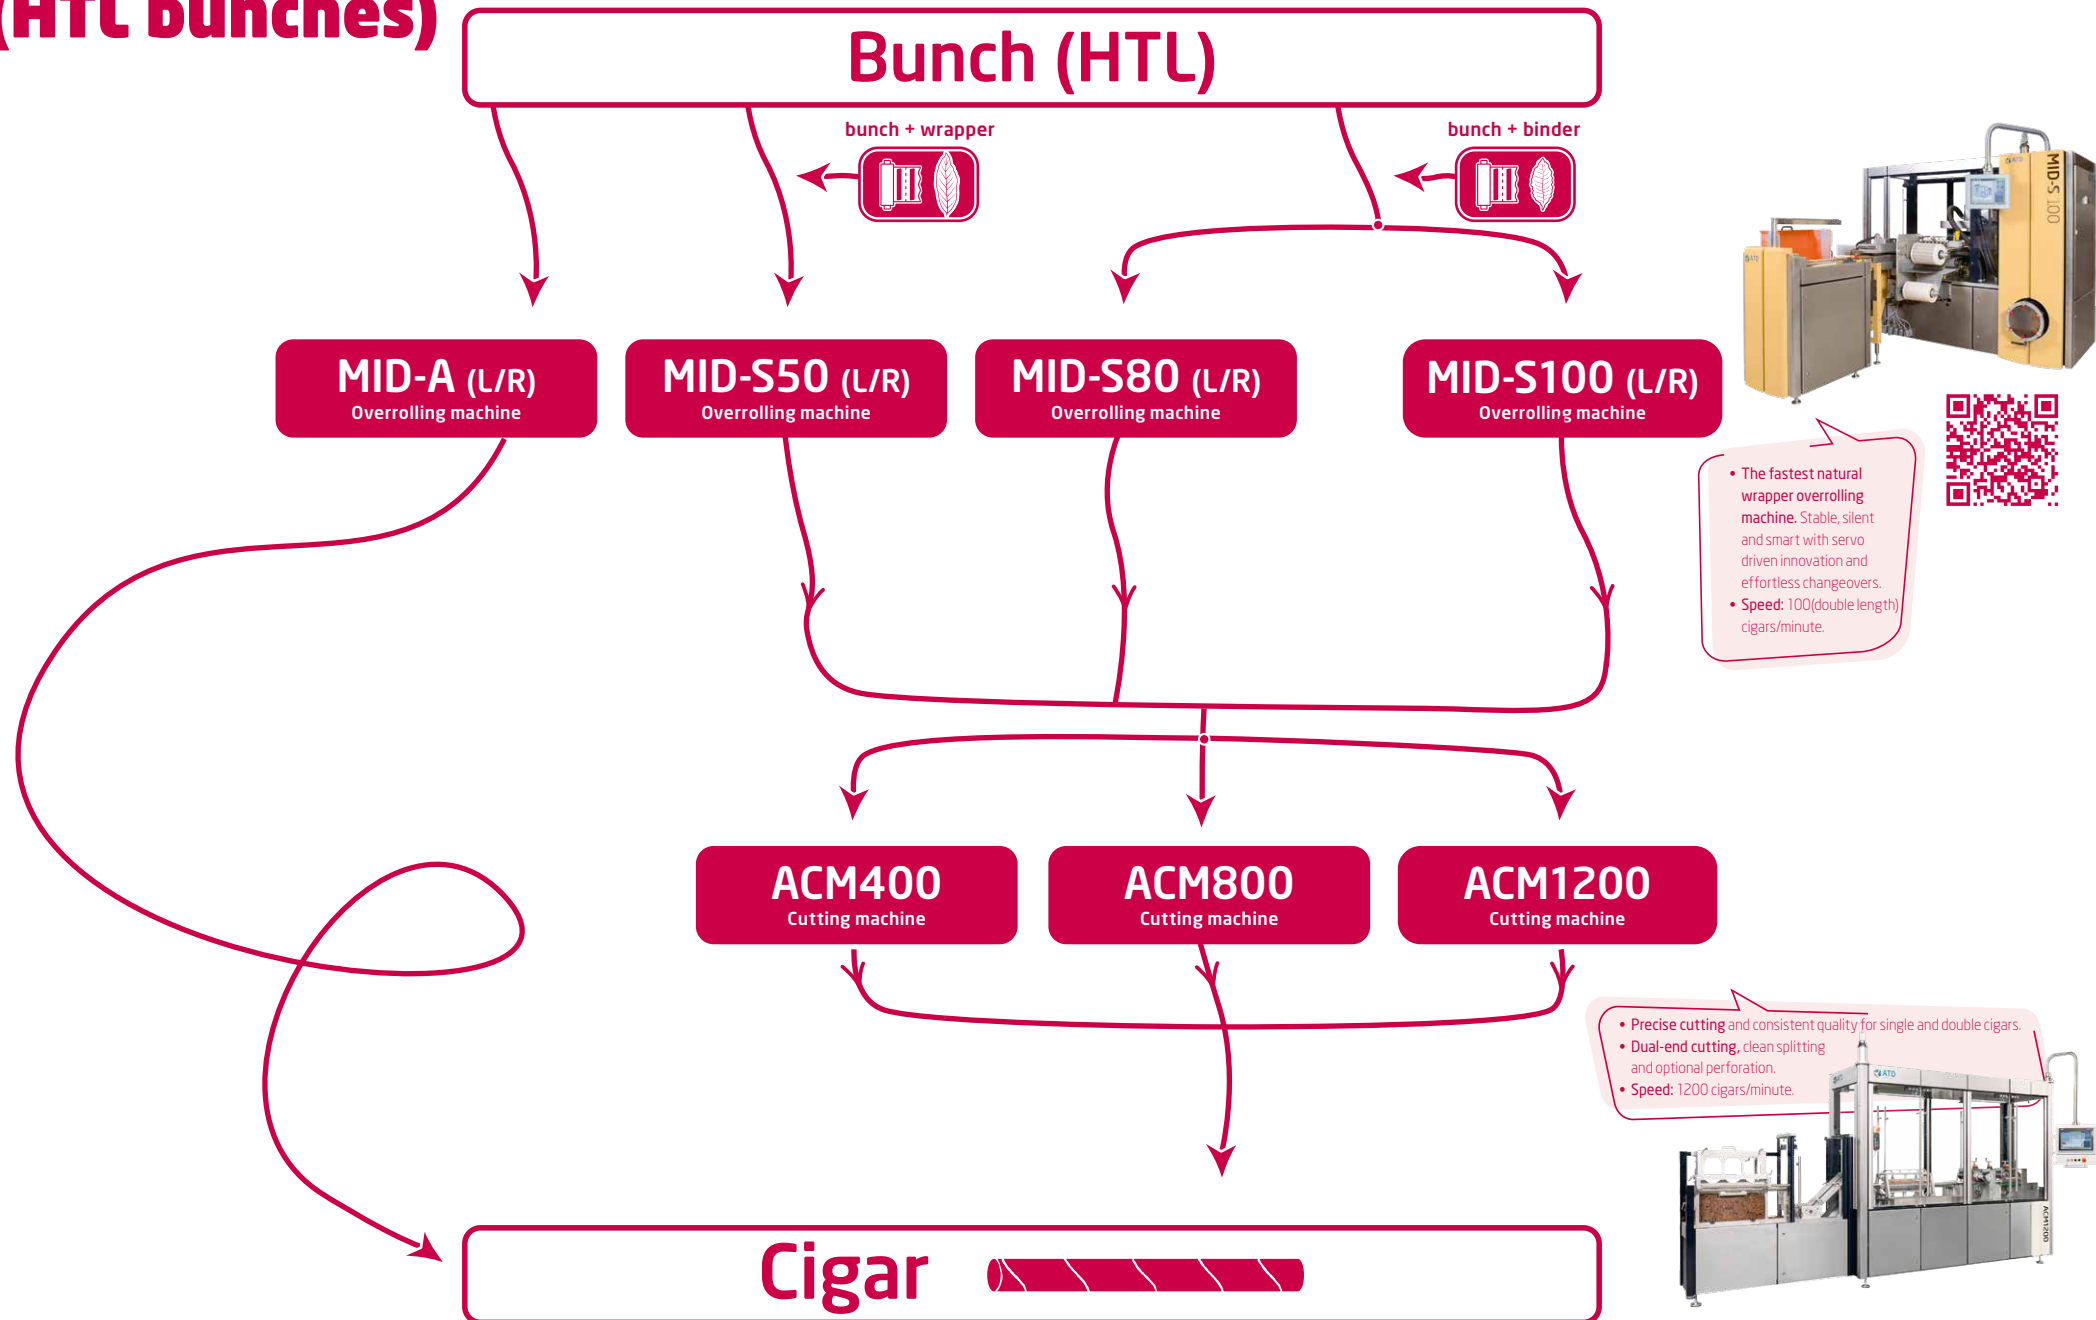 (HTL bunches)
Bunch (HTL)
bunch + wrapper
bunch + binder
MID-S 100
ATD
ATD
MID-A (L/R)
Overrolling machine
MID-S50 (L/R)
Overrolling machine
MID-S80 (L/R)
Overrolling machine
MID-S100 (L/R)
Overrolling machine
• The fastest natural
wrapper overrolling
machine. Stable, silent
and smart with servo
driven innovation and
effortless changeovers.
• Speed: 100(double length)
cigars/minute.
ACM400
Cutting machine
ACM800
Cutting machine
ACM1200
Cutting machine
• Precise cutting and consistent quality for single and double cigars.
• Dual-end cutting, clean splitting
and optional perforation.
• Speed: 1200 cigars/minute.
ATD
ACM1200
Cigar